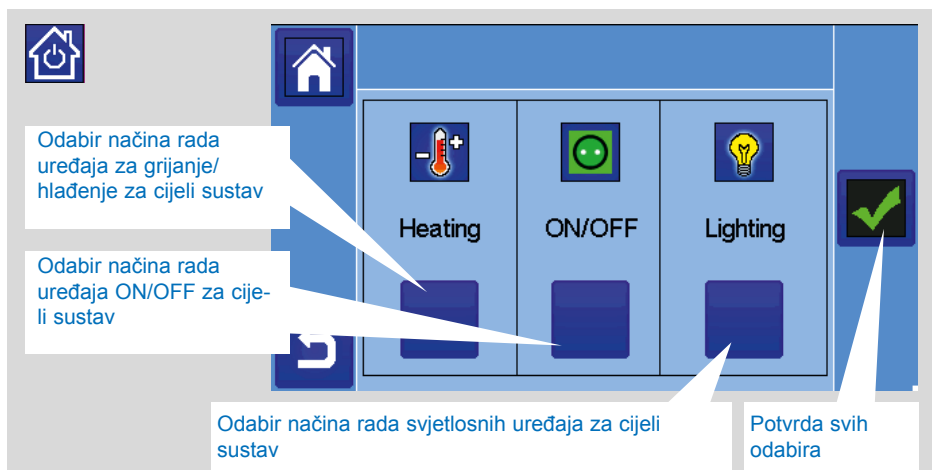 Odabir načina rada
uređaja za grijanje/
hlađenje za cijeli sustav
Heating
ON/OFF
Lighting
Odabir načina rada
uređaja ON/OFF za cije-
li sustav
Odabir načina rada svjetlosnih uređaja za cijeli
sustav
Potvrda svih
odabira